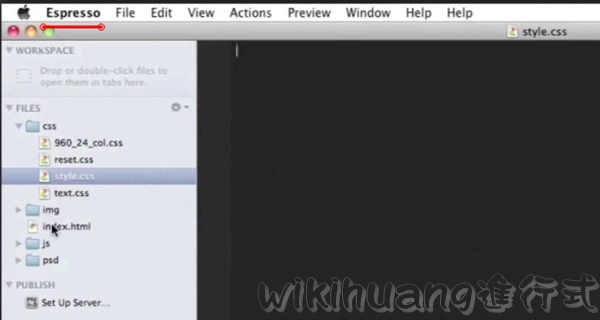 Espresso File Edit View Actions Preview Window Help Help
style.css
WORKSPACE
Drop or double-click files to
open them in tabs here.
FILES
css
960_24_col.css
reset.css
style.css
text.css
img
index.html
js
psd
PUBLISH
Set Up Server...
wikihuang進行式